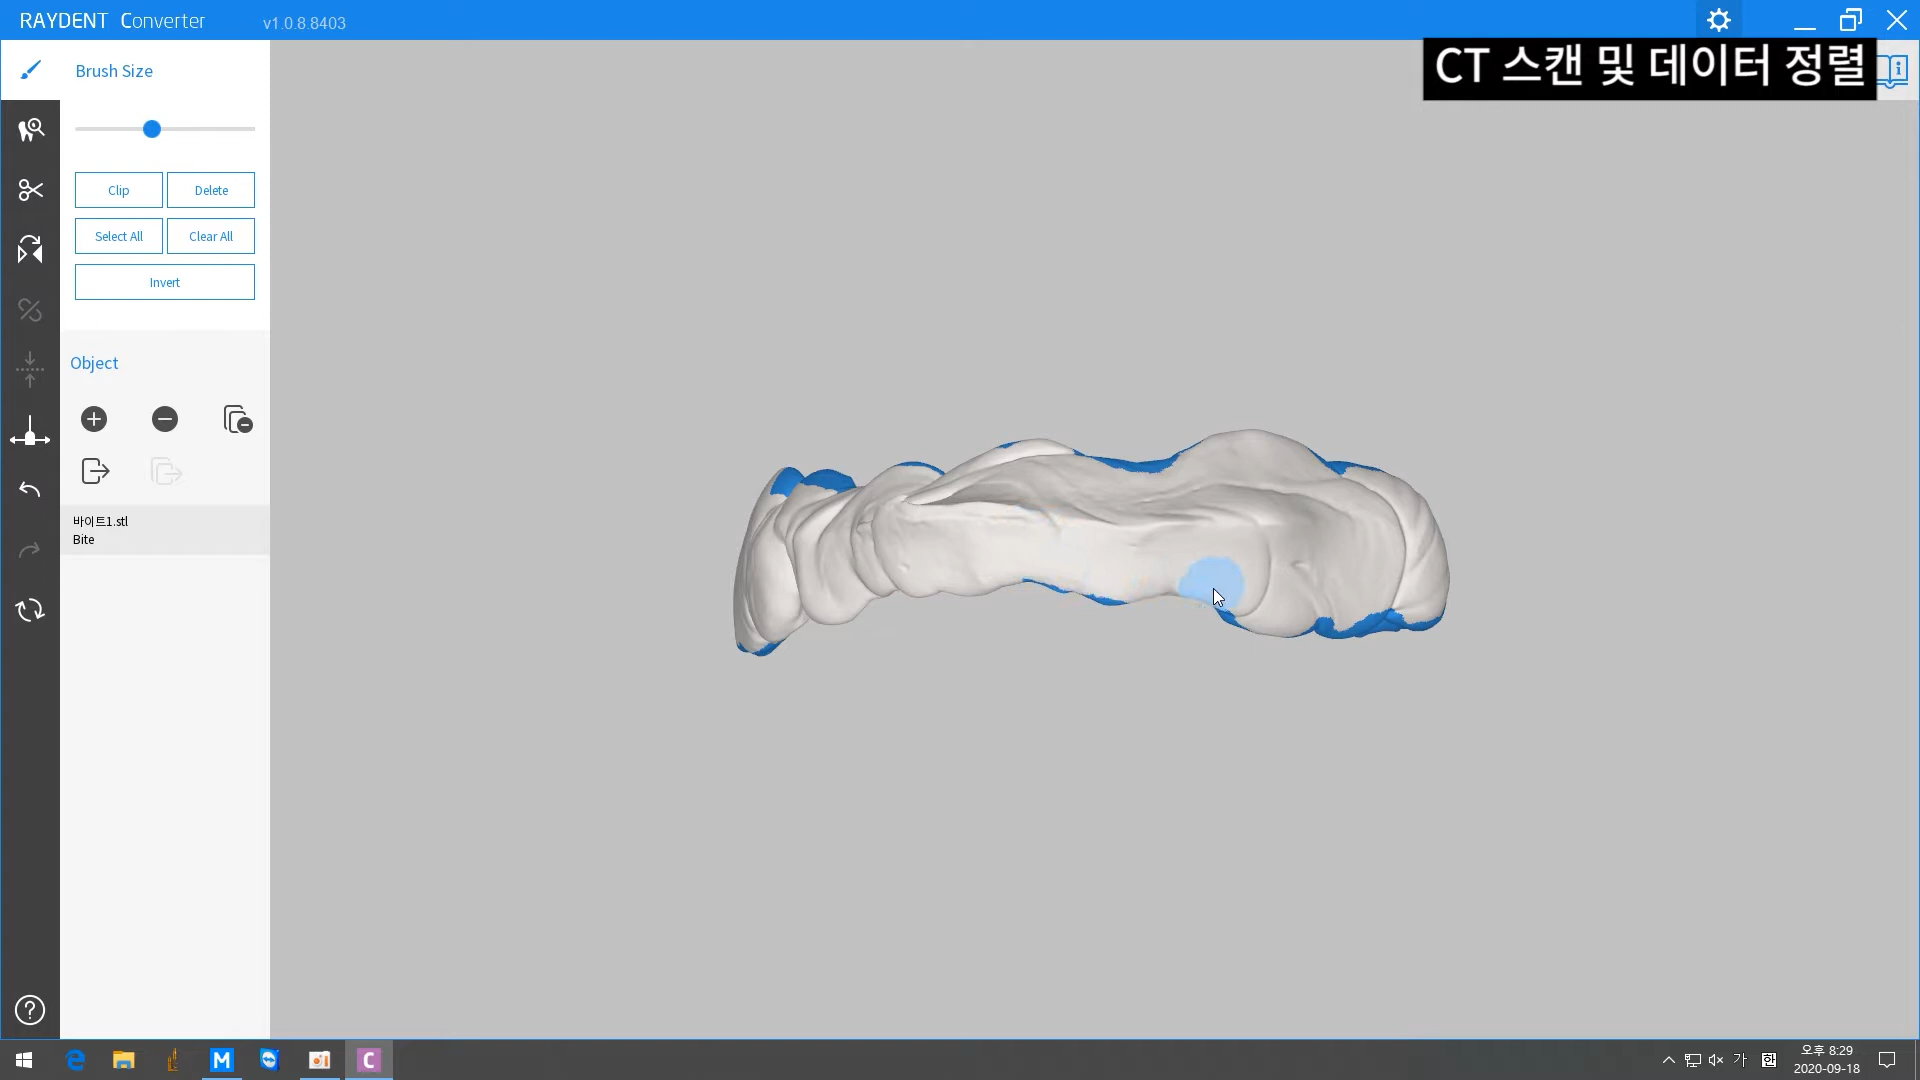 RAYDENT Converter v1.0.8.8403
CT 스캔 및 데이터 정렬
Brush Size
Clip
Delete
Select All
Clear All
Invert
Object
바이트1.stl
Bite
M
C
가
오후 8:29
2020-09-18